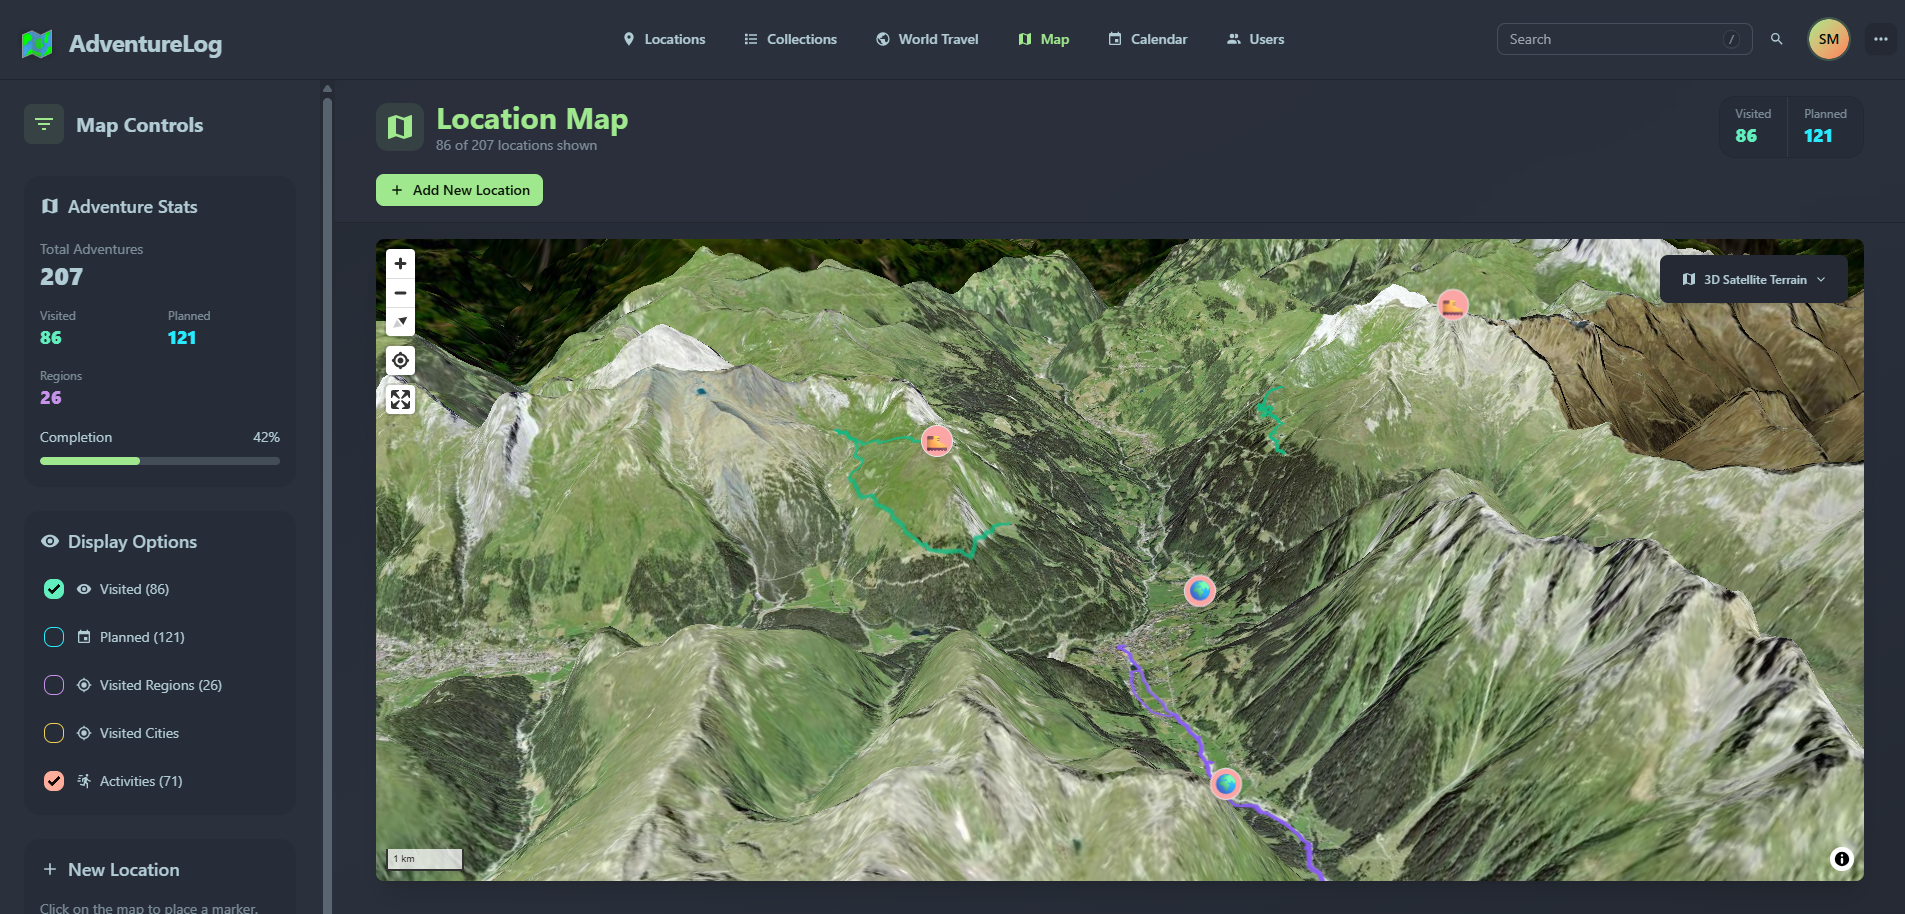 AdventureLog
Locations
Collections
World Travel
Map
Calendar
Users
Search /
SM
Map Controls
Adventure Stats
Total Adventures
207
Visited Planned
86 121
Regions
26
Completion 42%
Display Options
Visited (86)
Planned (121)
Visited Regions (26)
Visited Cities
Activities (71)
New Location
Click on the map to place a marker.
Location Map
86 of 207 locations shown
Visited Planned
86 121
+ Add New Location
3D Satellite Terrain
1 km